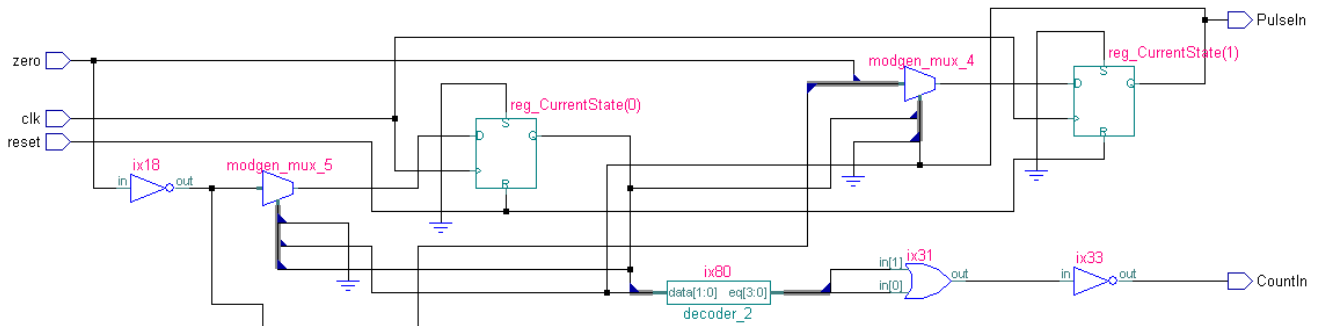 PulseIn
zero
modgen_mux_4
reg_CurrentState(1)
S
D
Q
R
reg_CurrentState(0)
clk
S
D
Q
R
reset
ix18
in
out
modgen_mux_5
ix80
data[1:0]
eq[3:0]
decoder_2
in[1]
in[0]
ix31
out
ix33
in
out
CountIn